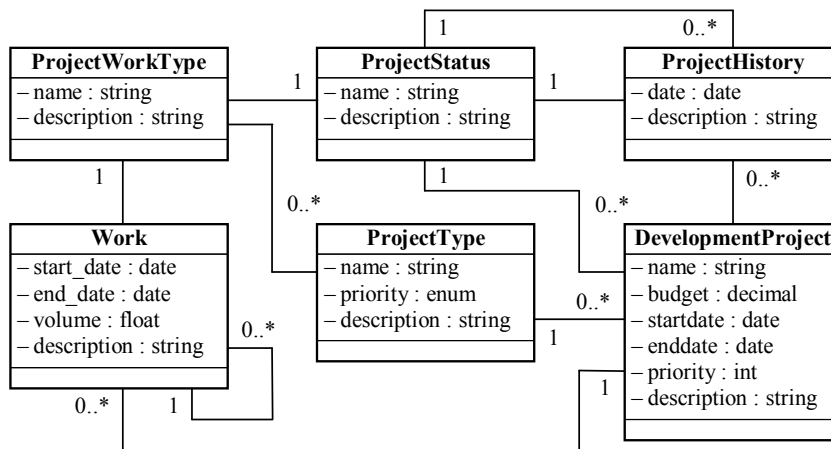 1
0..*
ProjectWorkType
– name : string
– description : string
1
ProjectStatus
– name : string
– description : string
1
ProjectHistory
– date : date
– description : string
1
0..*
1
0..*
0..*
Work
– start_date : date
– end_date : date
– volume : float
– description : string
0..*
0..*
1
ProjectType
– name : string
– priority : enum
– description : string
0..*
1
DevelopmentProject
– name : string
– budget : decimal
– startdate : date
– enddate : date
– priority : int
– description : string
1